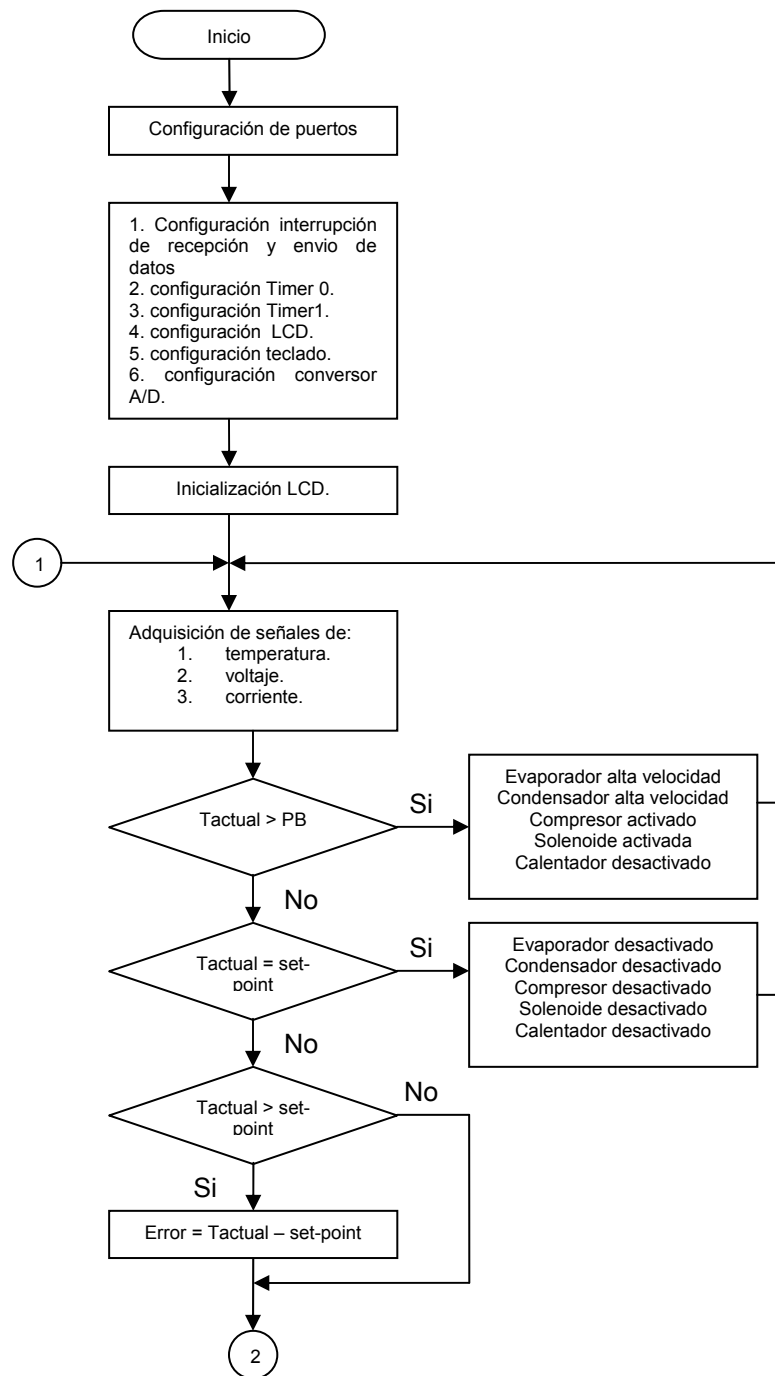 Inicio
Configuración de puertos
1. Configuración interrupción
de recepción y envio de
datos
2. configuración Timer 0.
3. configuración Timer1.
4. configuración LCD.
5. configuración teclado.
6. configuración conversor
A/D.
Inicialización LCD.
1
Adquisición de señales de:
1. temperatura.
2. voltaje.
3. corriente.
Tactual > PB
Si
Evaporador alta velocidad
Condensador alta velocidad
Compresor activado
Solenoide activada
Calentador desactivado
No
Tactual = set-
point
Si
Evaporador desactivado
Condensador desactivado
Compresor desactivado
Solenoide desactivado
Calentador desactivado
No
Tactual > set-
point
No
Si
Error = Tactual – set-point
2